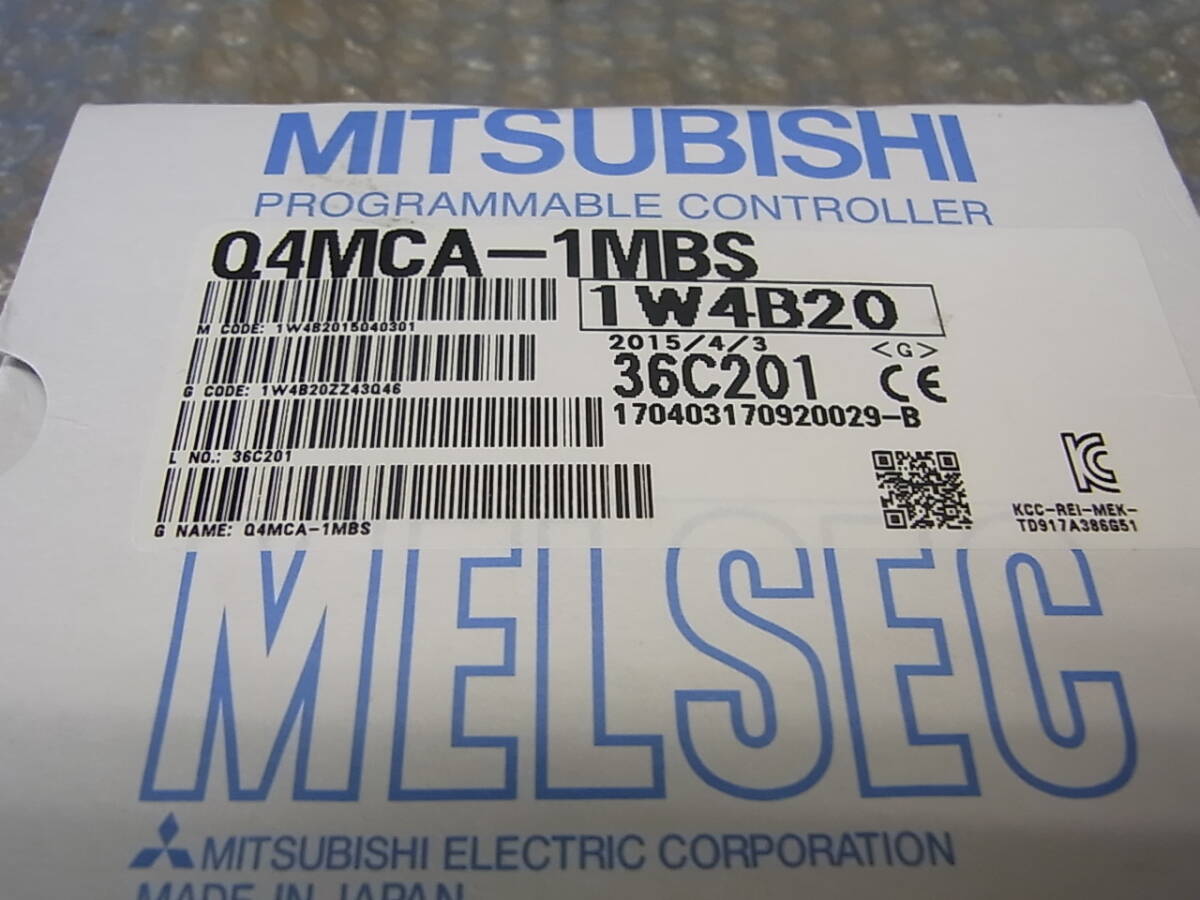 MITSUBISHI
PROGRAMMABLE CONTROLLER
Q4MCA-1MBS
M CODE: 1W4B2015040301
1W4B20
2015/4/3 <G>
G CODE: 1W4B20ZZ43Q46
36C201 CE
170403170920029-B
L NO.: 36C201
G NAME: Q4MCA-1MBS
KCC-REI-MEK-
TD917A386G51
MELSEC
MITSUBISHI ELECTRIC CORPORATION
MADE IN JAPAN